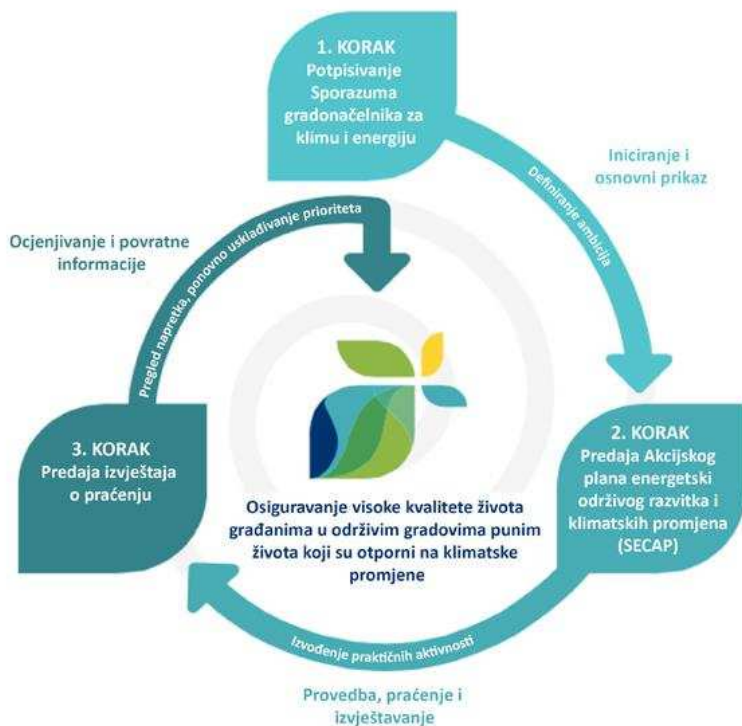 1. KORAK
Potpisivanje
Sporazuma
gradonačelnika za
klimu i energiju
Definiranje ambicija
Iniciranje i
osnovni prikaz
2. KORAK
Predaja Akcijskog
plana energetski
održivog razvitka i
klimatskih promjena
(SECAP)
Izvođenje praktičnih aktivnosti
Provedba, praćenje i
izvještavanje
3. KORAK
Predaja izvještaja
o praćenju
Pregled napretka, ponovno usklađivanje prioriteta
Ocjenjivanje i povratne
informacije
Osiguravanje visoke kvalitete života
građanima u održivim gradovima punim
života koji su otporni na klimatske
promjene